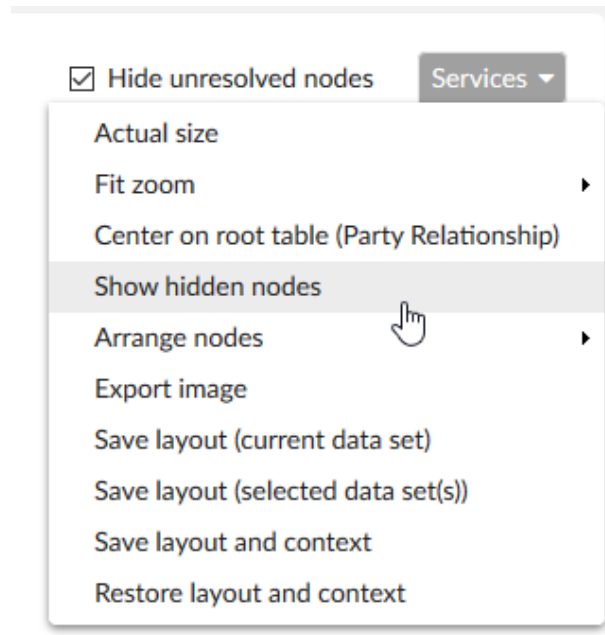 Hide unresolved nodes
Services
Actual size
Fit zoom
Center on root table (Party Relationship)
Show hidden nodes
Arrange nodes
Export image
Save layout (current data set)
Save layout (selected data set(s))
Save layout and context
Restore layout and context